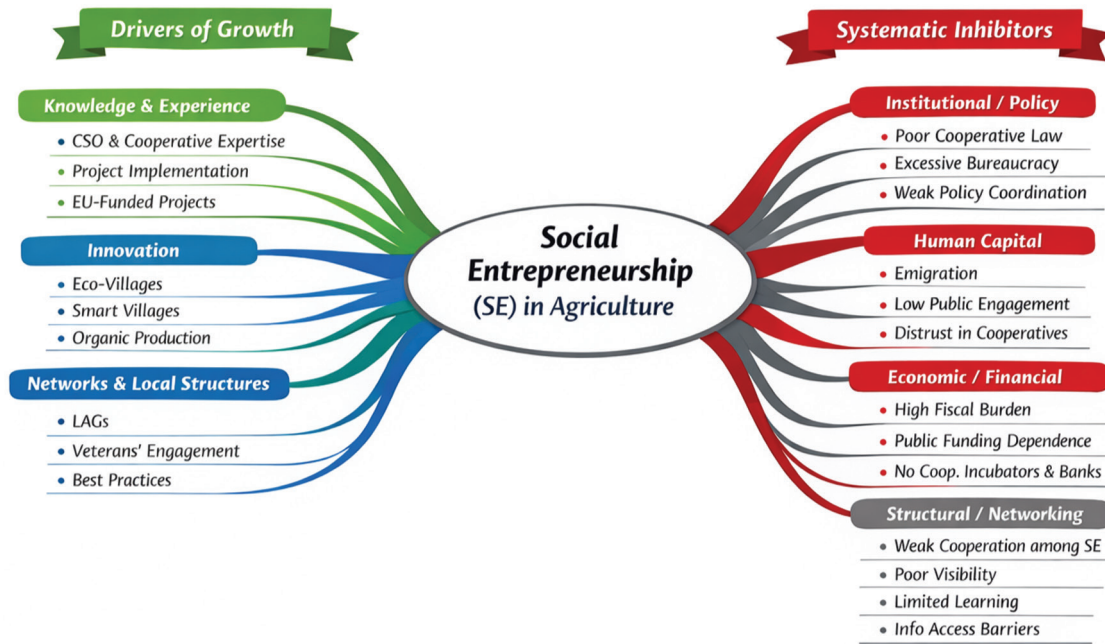 Drivers of Growth
Knowledge & Experience
• CSO & Cooperative Expertise
• Project Implementation
• EU-Funded Projects
Innovation
• Eco-Villages
• Smart Villages
• Organic Production
Networks & Local Structures
• LAGs
• Veterans' Engagement
• Best Practices
Social
Entrepreneurship
(SE) in Agriculture
Systematic Inhibitors
Institutional / Policy
• Poor Cooperative Law
• Excessive Bureaucracy
• Weak Policy Coordination
Human Capital
• Emigration
• Low Public Engagement
• Distrust in Cooperatives
Economic / Financial
• High Fiscal Burden
• Public Funding Dependence
• No Coop. Incubators & Banks
Structural / Networking
• Weak Cooperation among SE
• Poor Visibility
• Limited Learning
• Info Access Barriers